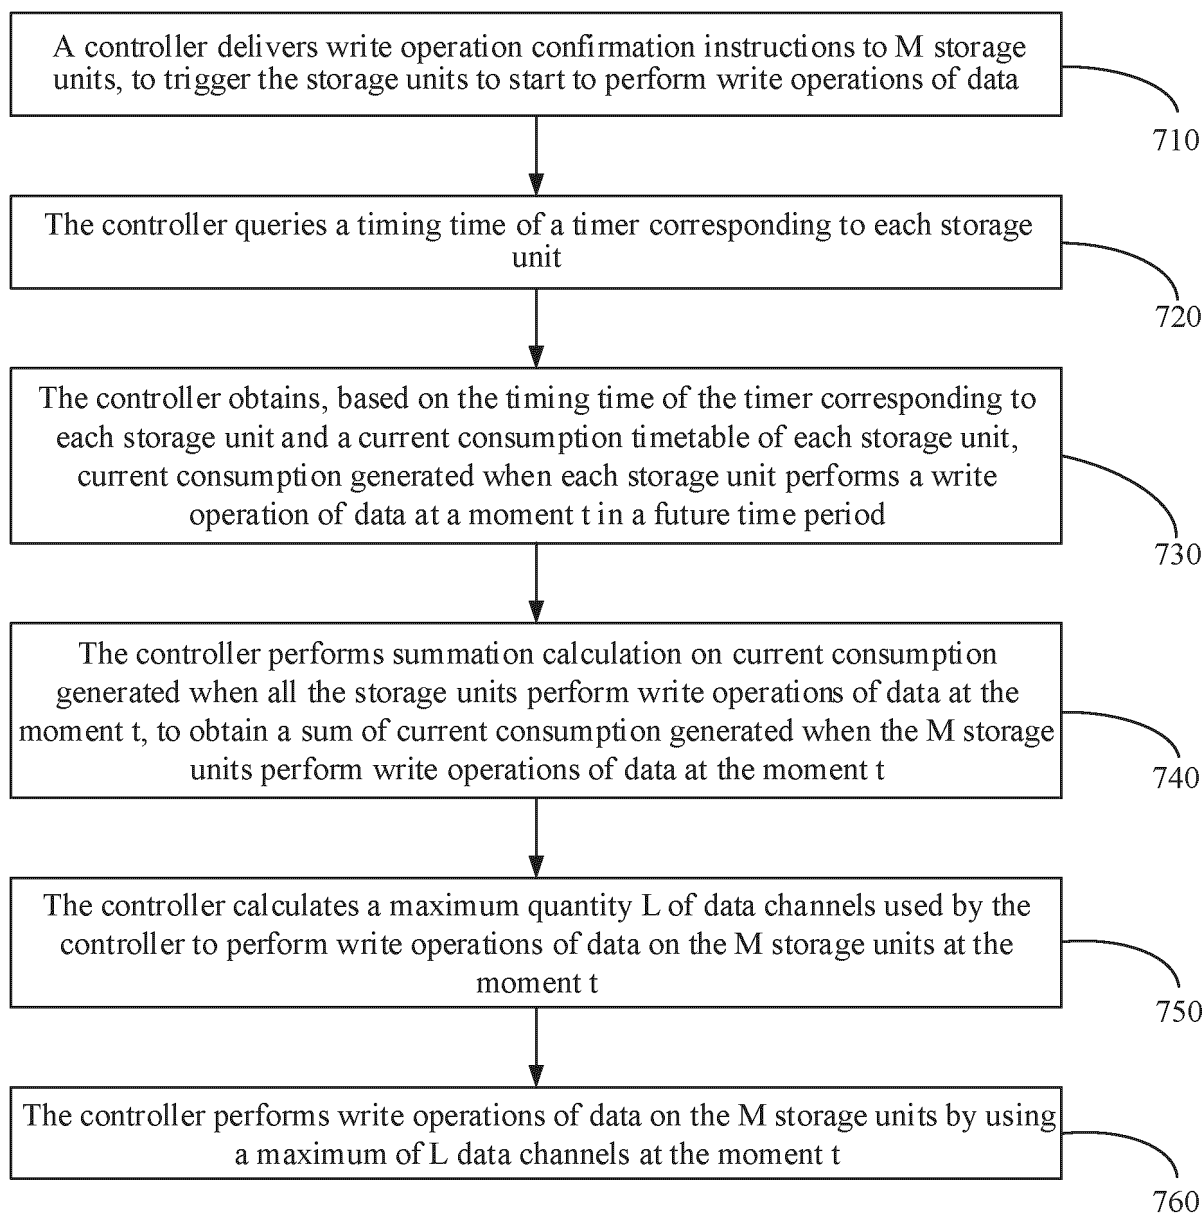 A controller delivers write operation confirmation instructions to M storage
units, to trigger the storage units to start to perform write operations of data
710
The controller queries a timing time of a timer corresponding to each storage
unit
720
The controller obtains, based on the timing time of the timer corresponding to
each storage unit and a current consumption timetable of each storage unit,
current consumption generated when each storage unit performs a write
operation of data at a moment t in a future time period
730
The controller performs summation calculation on current consumption
generated when all the storage units perform write operations of data at the
moment t, to obtain a sum of current consumption generated when the M storage
units perform write operations of data at the moment t
740
The controller calculates a maximum quantity L of data channels used by the
controller to perform write operations of data on the M storage units at the
moment t
750
The controller performs write operations of data on the M storage units by using
a maximum of L data channels at the moment t
760